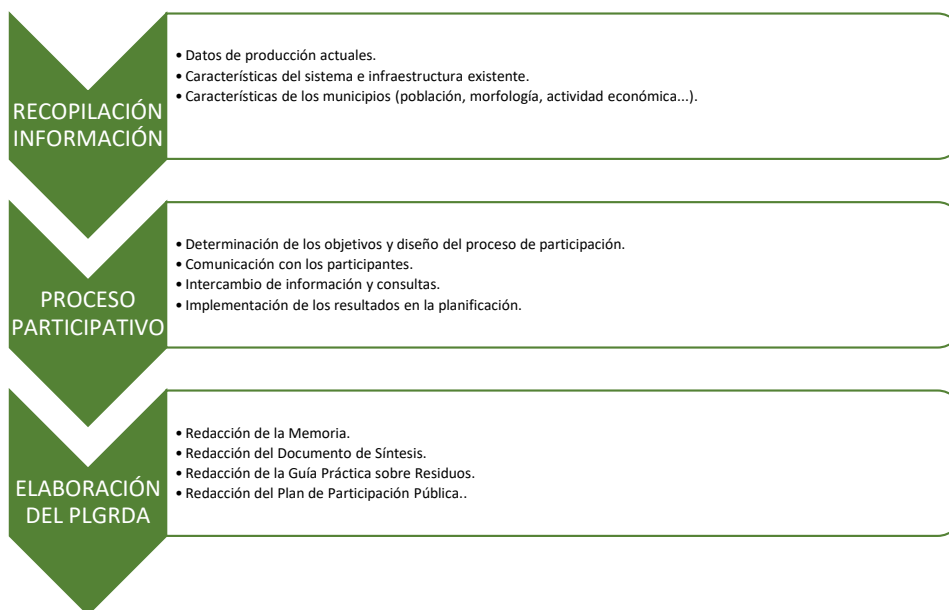 RECOPILACIÓN
INFORMACIÓN
• Datos de producción actuales.
• Características del sistema e infraestructura existente.
• Características de los municipios (población, morfología, actividad económica...).
PROCESO
PARTICIPATIVO
• Determinación de los objetivos y diseño del proceso de participación.
• Comunicación con los participantes.
• Intercambio de información y consultas.
• Implementación de los resultados en la planificación.
ELABORACIÓN
DEL PLGRDA
• Redacción de la Memoria.
• Redacción del Documento de Síntesis.
• Redacción de la Guía Práctica sobre Residuos.
• Redacción del Plan de Participación Pública..